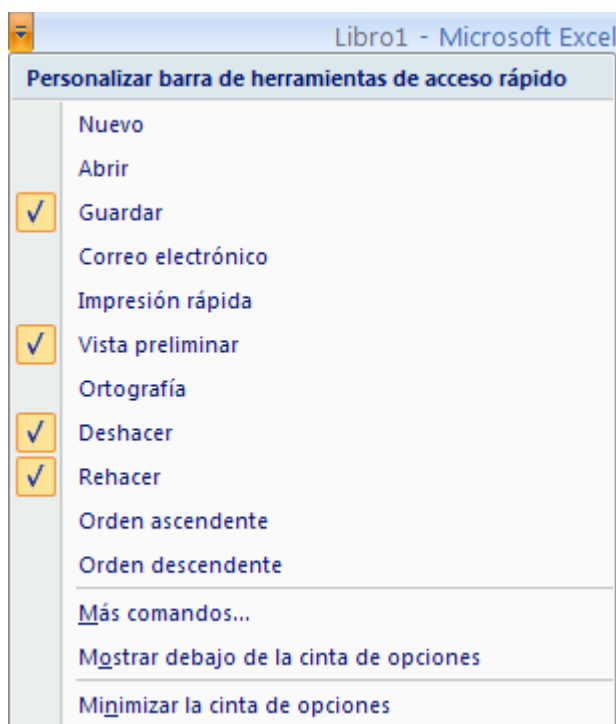 Libro1 - Microsoft Excel
Personalizar barra de herramientas de acceso rápido
Nuevo
Abrir
Guardar
Correo electrónico
Impresión rápida
Vista preliminar
Ortografía
Deshacer
Rehacer
Orden ascendente
Orden descendente
Más comandos...
Mostrar debajo de la cinta de opciones
Minimizar la cinta de opciones